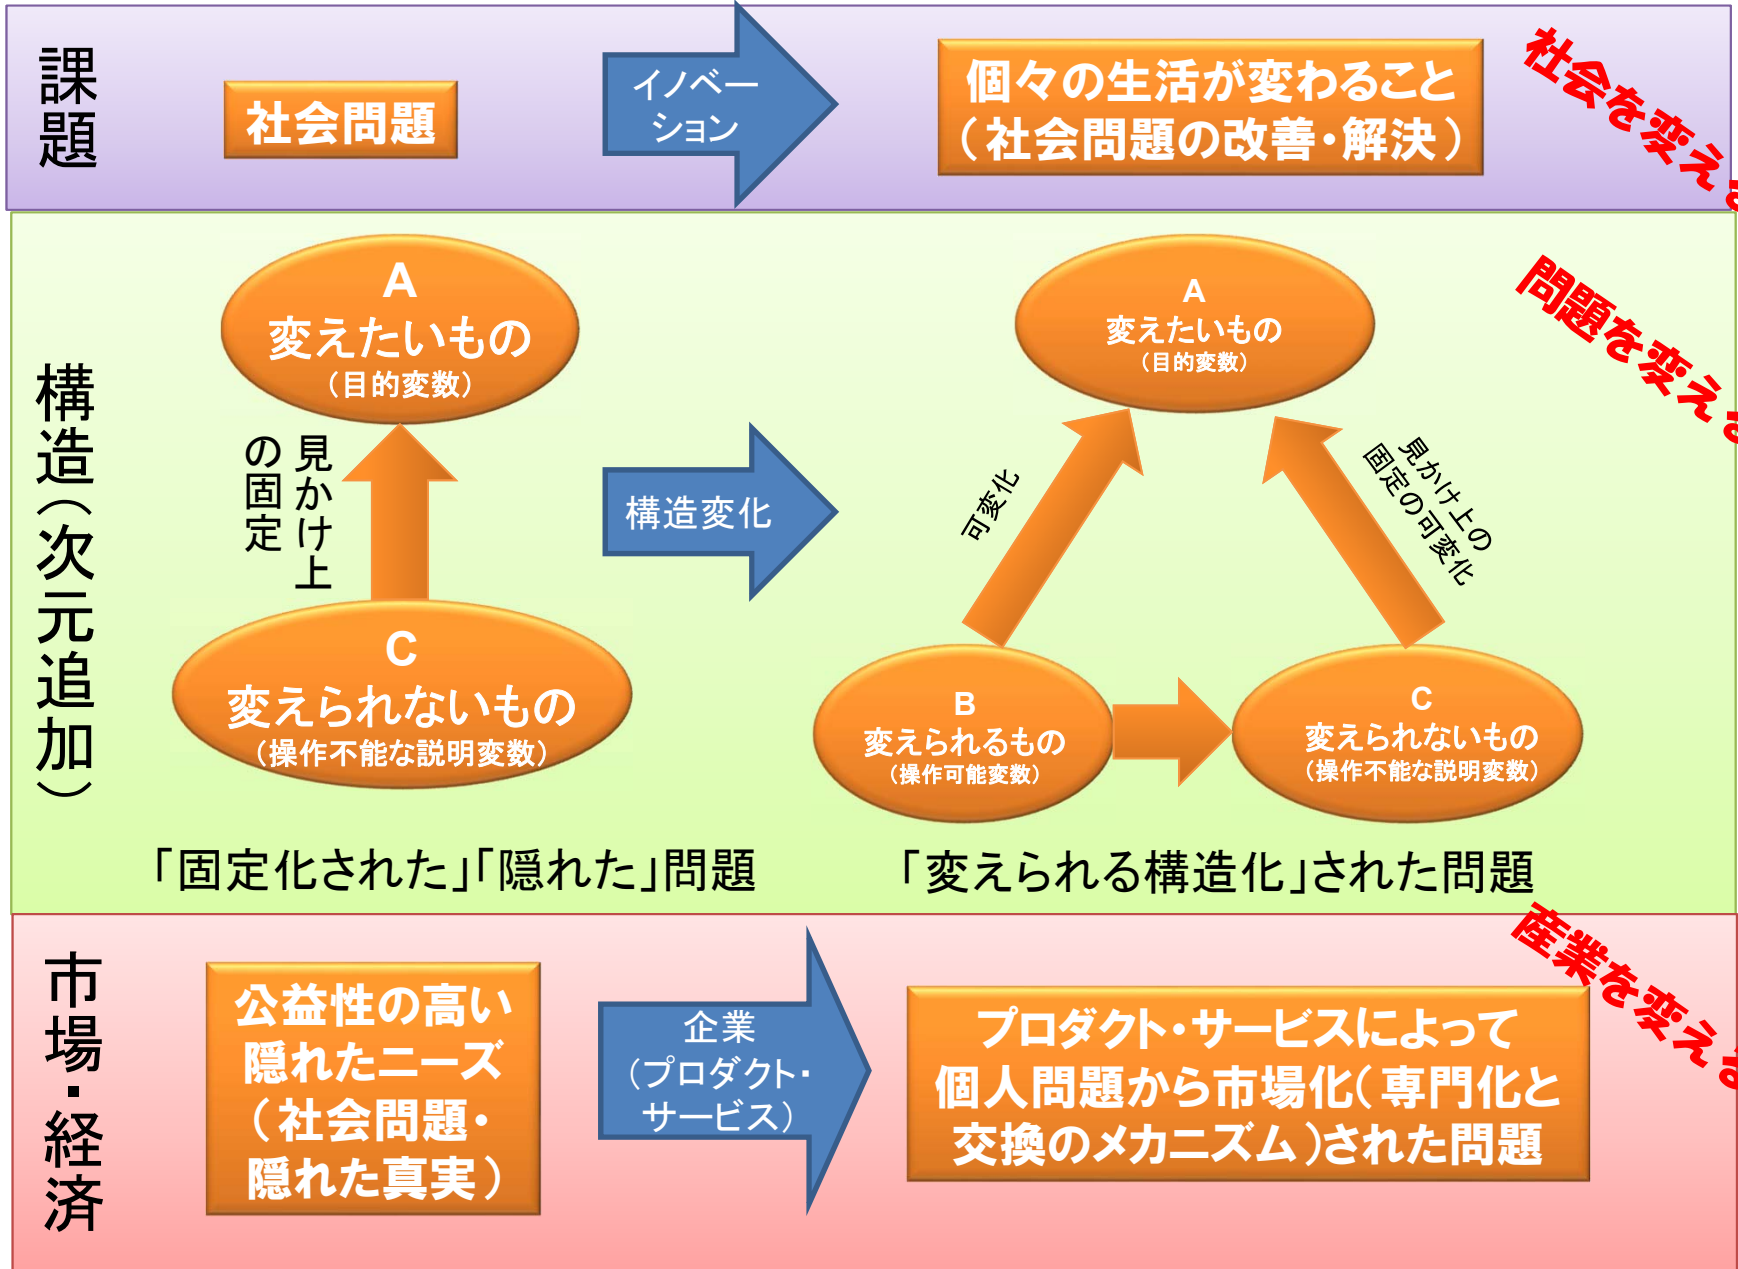 課題
社会問題
イノベー
ション
個々の生活が変わること
（社会問題の改善・解決）
社会を変える
構造（次元追加）
A
変えたいもの
（目的変数）
見かけ上
の固定
C
変えられないもの
（操作不能な説明変数）
「固定化された」「隠れた」問題
構造変化
A
変えたいもの
（目的変数）
可変化
見かけ上の
固定の可変化
B
変えられるもの
（操作可能変数）
C
変えられないもの
（操作不能な説明変数）
「変えられる構造化」された問題
問題を変える
市場・経済
公益性の高い
隠れたニーズ
（社会問題・
隠れた真実）
企業
（プロダクト・
サービス）
プロダクト・サービスによって
個人問題から市場化（専門化と
交換のメカニズム）された問題
産業を変える